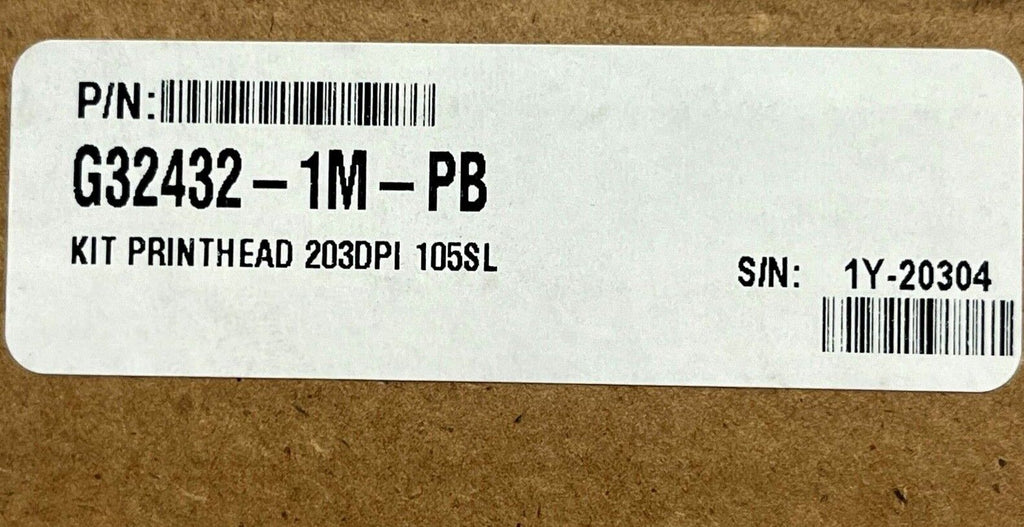 P/N:
G32432-1M-PB
KIT PRINTHEAD 203DPI 105SL
S/N: 1Y-20304